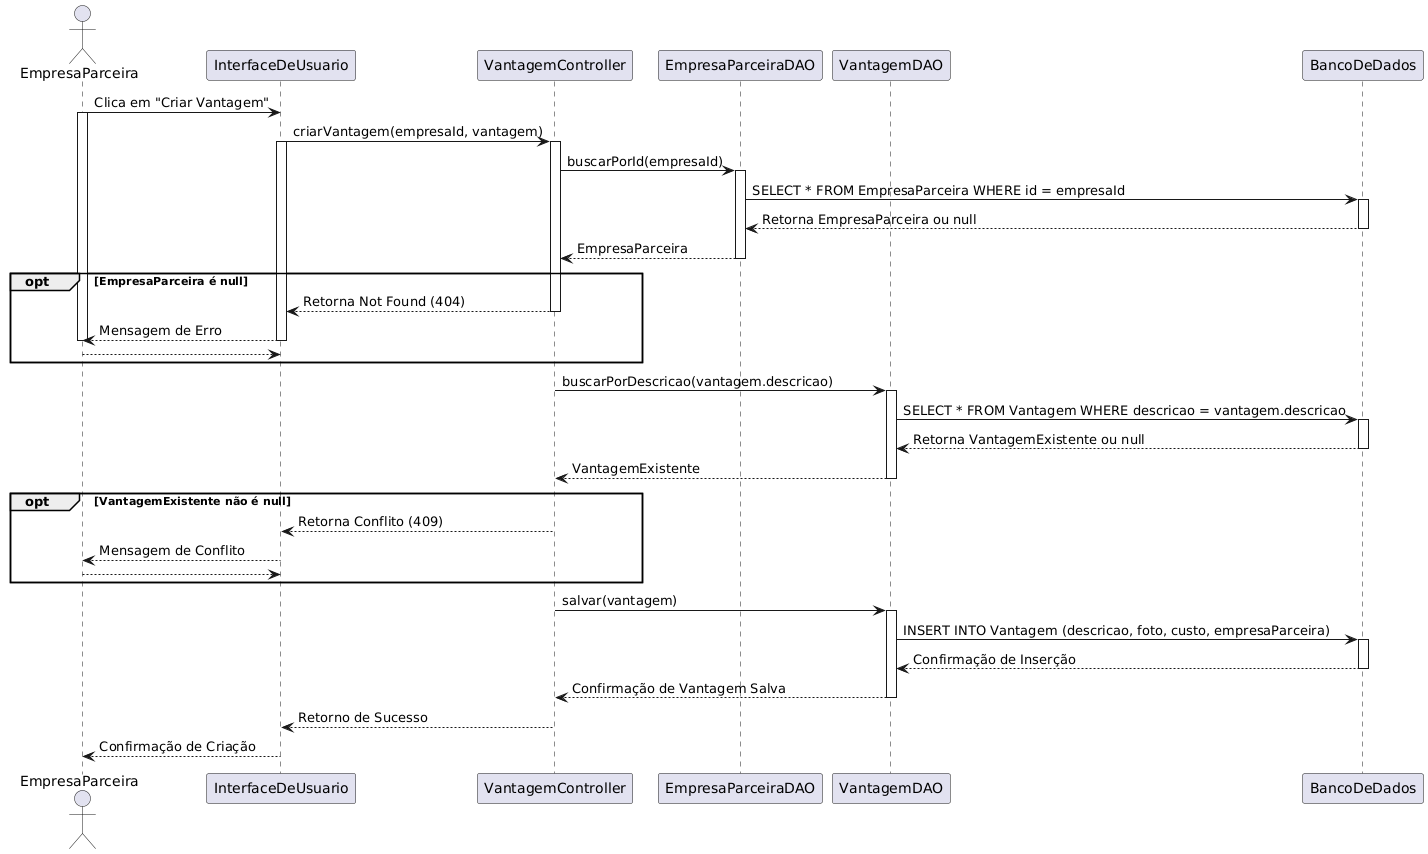 EmpresaParceira
InterfaceDeUsuario
VantagemController
EmpresaParceiraDAO
VantagemDAO
BancoDeDados
Clica em "Criar Vantagem"
criarVantagem(empresaId, vantagem)
buscarPorId(empresaId)
SELECT * FROM EmpresaParceira WHERE id = empresaId
Retorna EmpresaParceira ou null
EmpresaParceira
opt [EmpresaParceira é null]
Retorna Not Found (404)
Mensagem de Erro
buscarPorDescricao(vantagem.descricao)
SELECT * FROM Vantagem WHERE descricao = vantagem.descricao
Retorna VantagemExistente ou null
VantagemExistente
opt [VantagemExistente não é null]
Retorna Conflito (409)
Mensagem de Conflito
salvar(vantagem)
INSERT INTO Vantagem (descricao, foto, custo, empresaParceira)
Confirmação de Inserção
Confirmação de Vantagem Salva
Retorno de Sucesso
Confirmação de Criação
EmpresaParceira
InterfaceDeUsuario
VantagemController
EmpresaParceiraDAO
VantagemDAO
BancoDeDados